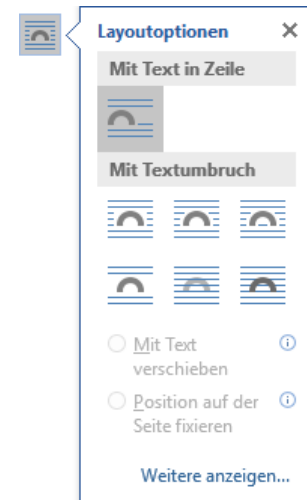 Layoutoptionen
Mit Text in Zeile
Mit Textumbruch
Mit Text
verschieben
Position auf der
Seite fixieren
Weitere anzeigen...